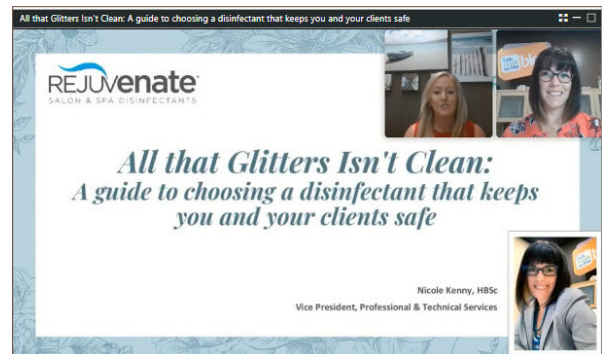 All that Glitters Isn't Clean: A guide to choosing a disinfectant that keeps you and your clients safe
REJUVenate
SALON & SPA DISINFECTANTS
All that Glitters Isn't Clean:
A guide to choosing a disinfectant that keeps
you and your clients safe
Nicole Kenny, HBSc
Vice President, Professional & Technical Services